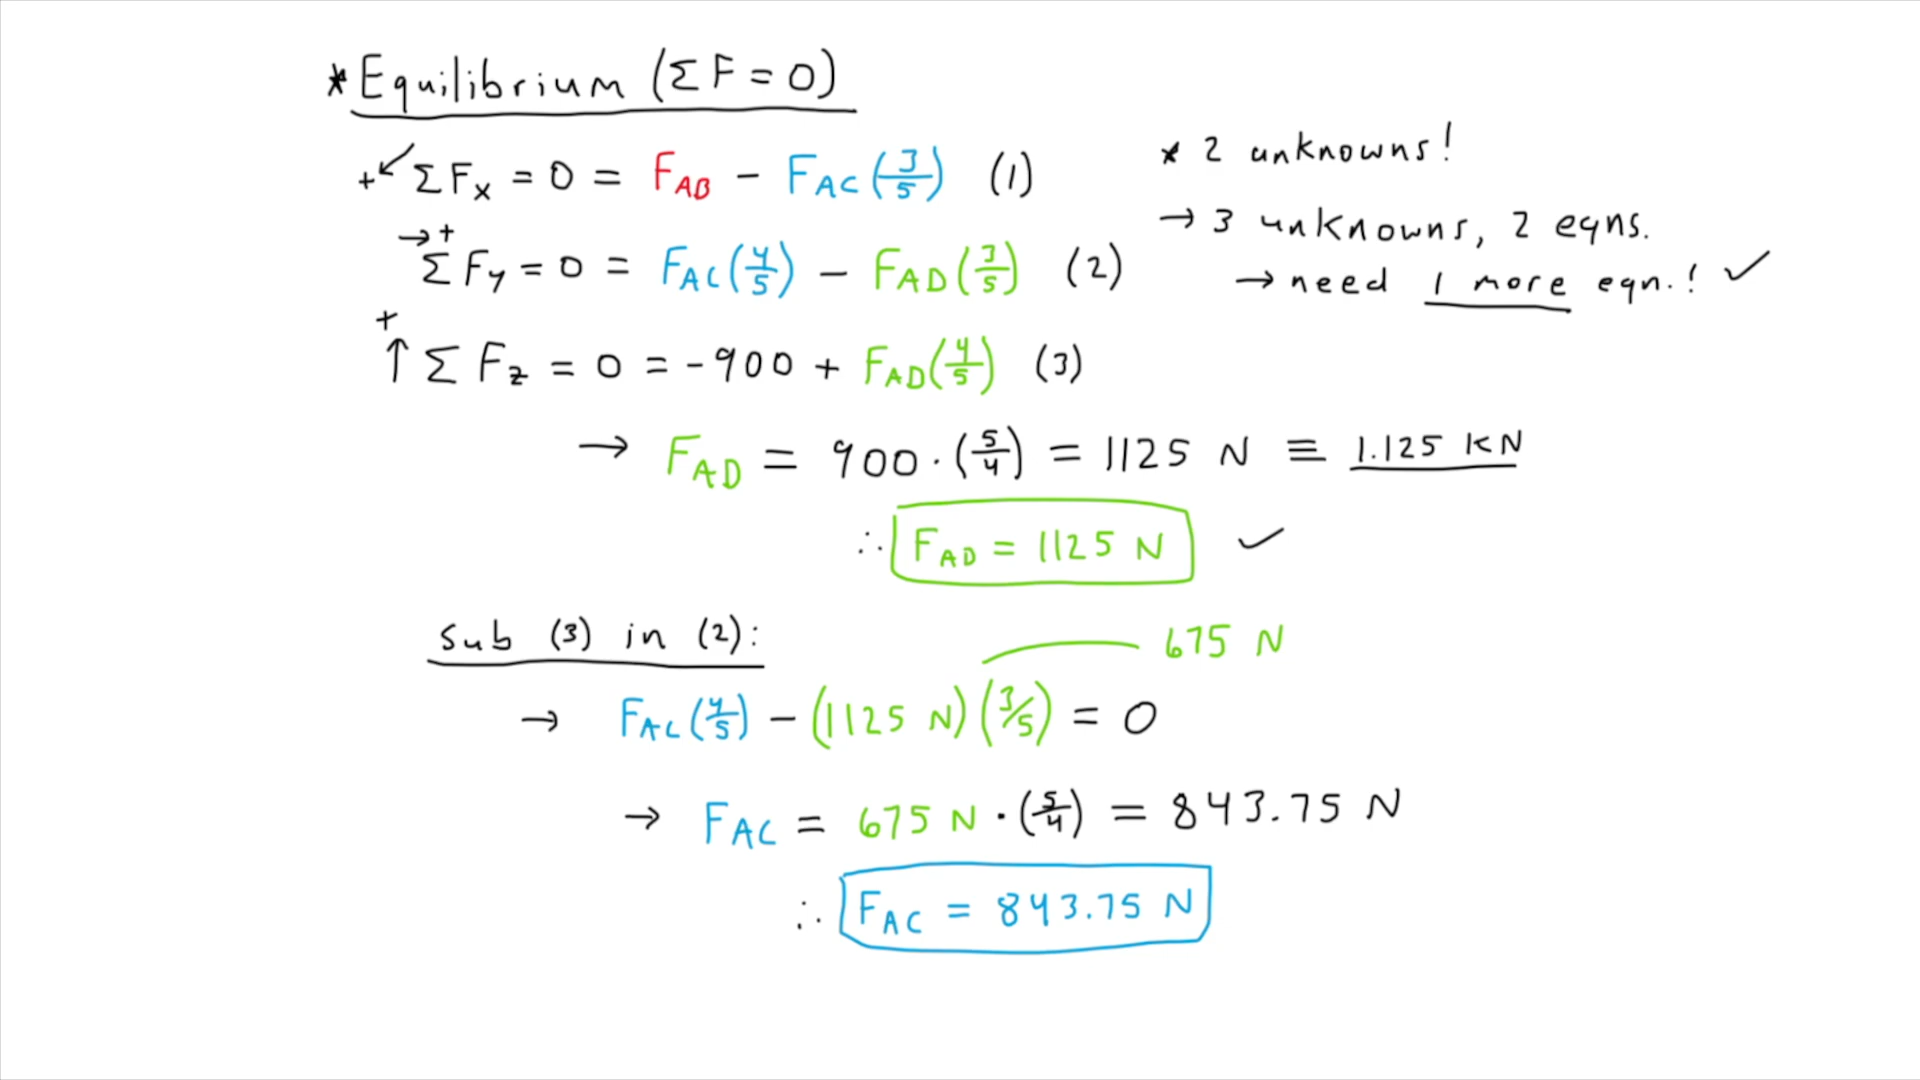 *Equilibrium (ΣF = 0)
+↙ ΣFx = 0 = FAB - FAC(3/5) (1)
* 2 unknowns!
→ 3 unknowns, 2 eqns.
→+ ΣFy = 0 = FAC(4/5) - FAD(3/5) (2)
→ need 1 more eqn.! ✓
+↑ ΣFz = 0 = -900 + FAD(4/5) (3)
→ FAD = 900·(5/4) = 1125 N ≡ 1.125 KN
∴ FAD = 1125 N ✓
Sub (3) in (2):
675 N
→ FAC(4/5) - (1125 N)(3/5) = 0
→ FAC = 675 N · (5/4) = 843.75 N
∴ FAC = 843.75 N